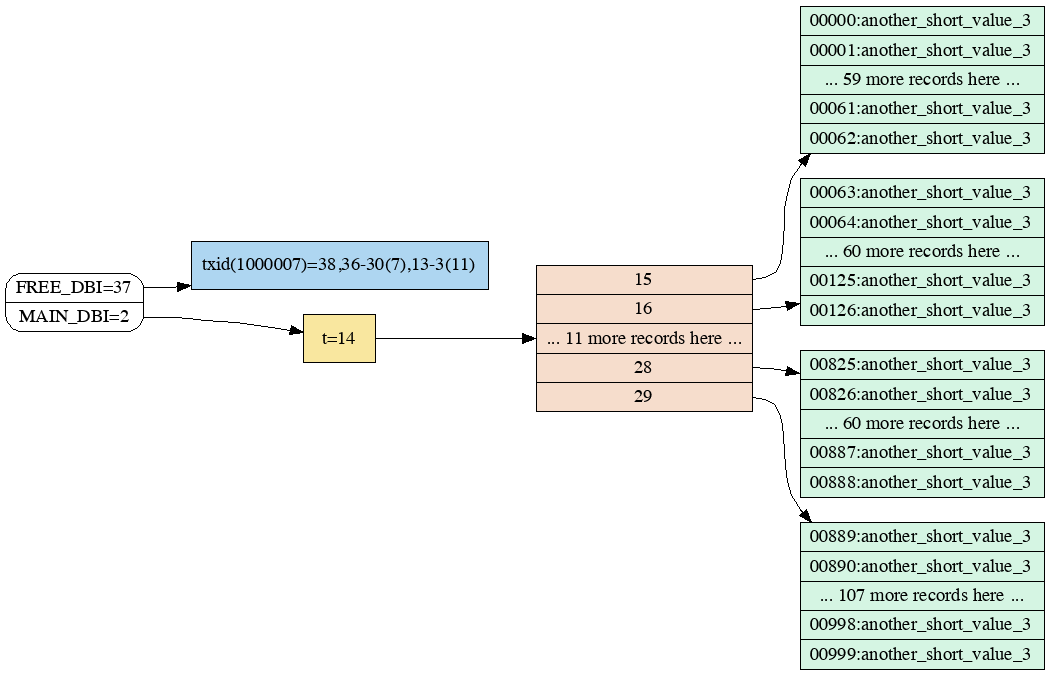 FREE_DBI=37
MAIN_DBI=2
txid(1000007)=38,36-30(7),13-3(11)
t=14
15
16
... 11 more records here ...
28
29
00000:another_short_value_3
00001:another_short_value_3
... 59 more records here ...
00061:another_short_value_3
00062:another_short_value_3
00063:another_short_value_3
00064:another_short_value_3
... 60 more records here ...
00125:another_short_value_3
00126:another_short_value_3
00825:another_short_value_3
00826:another_short_value_3
... 60 more records here ...
00887:another_short_value_3
00888:another_short_value_3
00889:another_short_value_3
00890:another_short_value_3
... 107 more records here ...
00998:another_short_value_3
00999:another_short_value_3